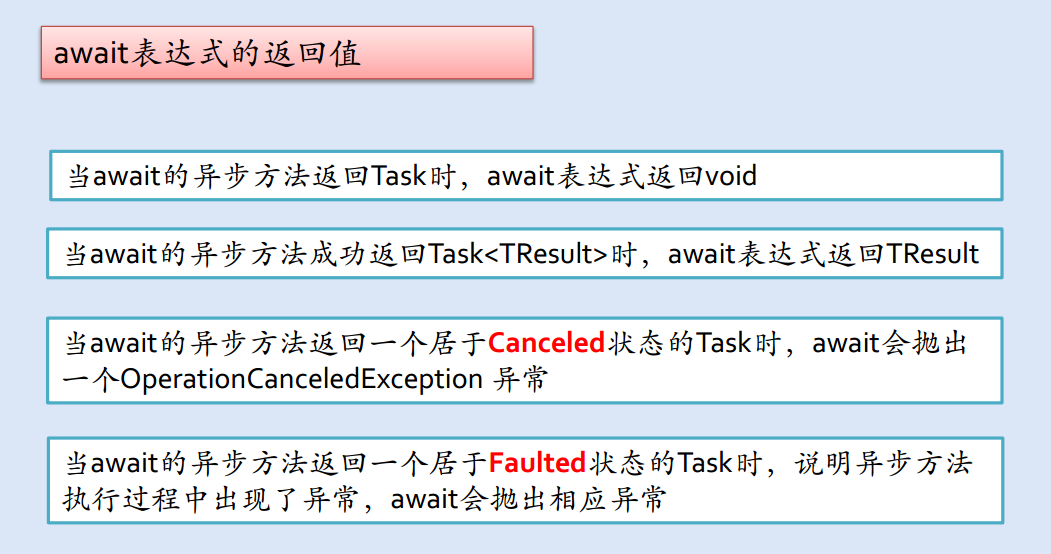 await表达式的返回值
当await的异步方法返回Task时，await表达式返回void
当await的异步方法成功返回Task<TResult>时，await表达式返回TResult
当await的异步方法返回一个居于Canceled状态的Task时，await会抛出
一个OperationCanceledException 异常
当await的异步方法返回一个居于Faulted状态的Task时，说明异步方法
执行过程中出现了异常，await会抛出相应异常